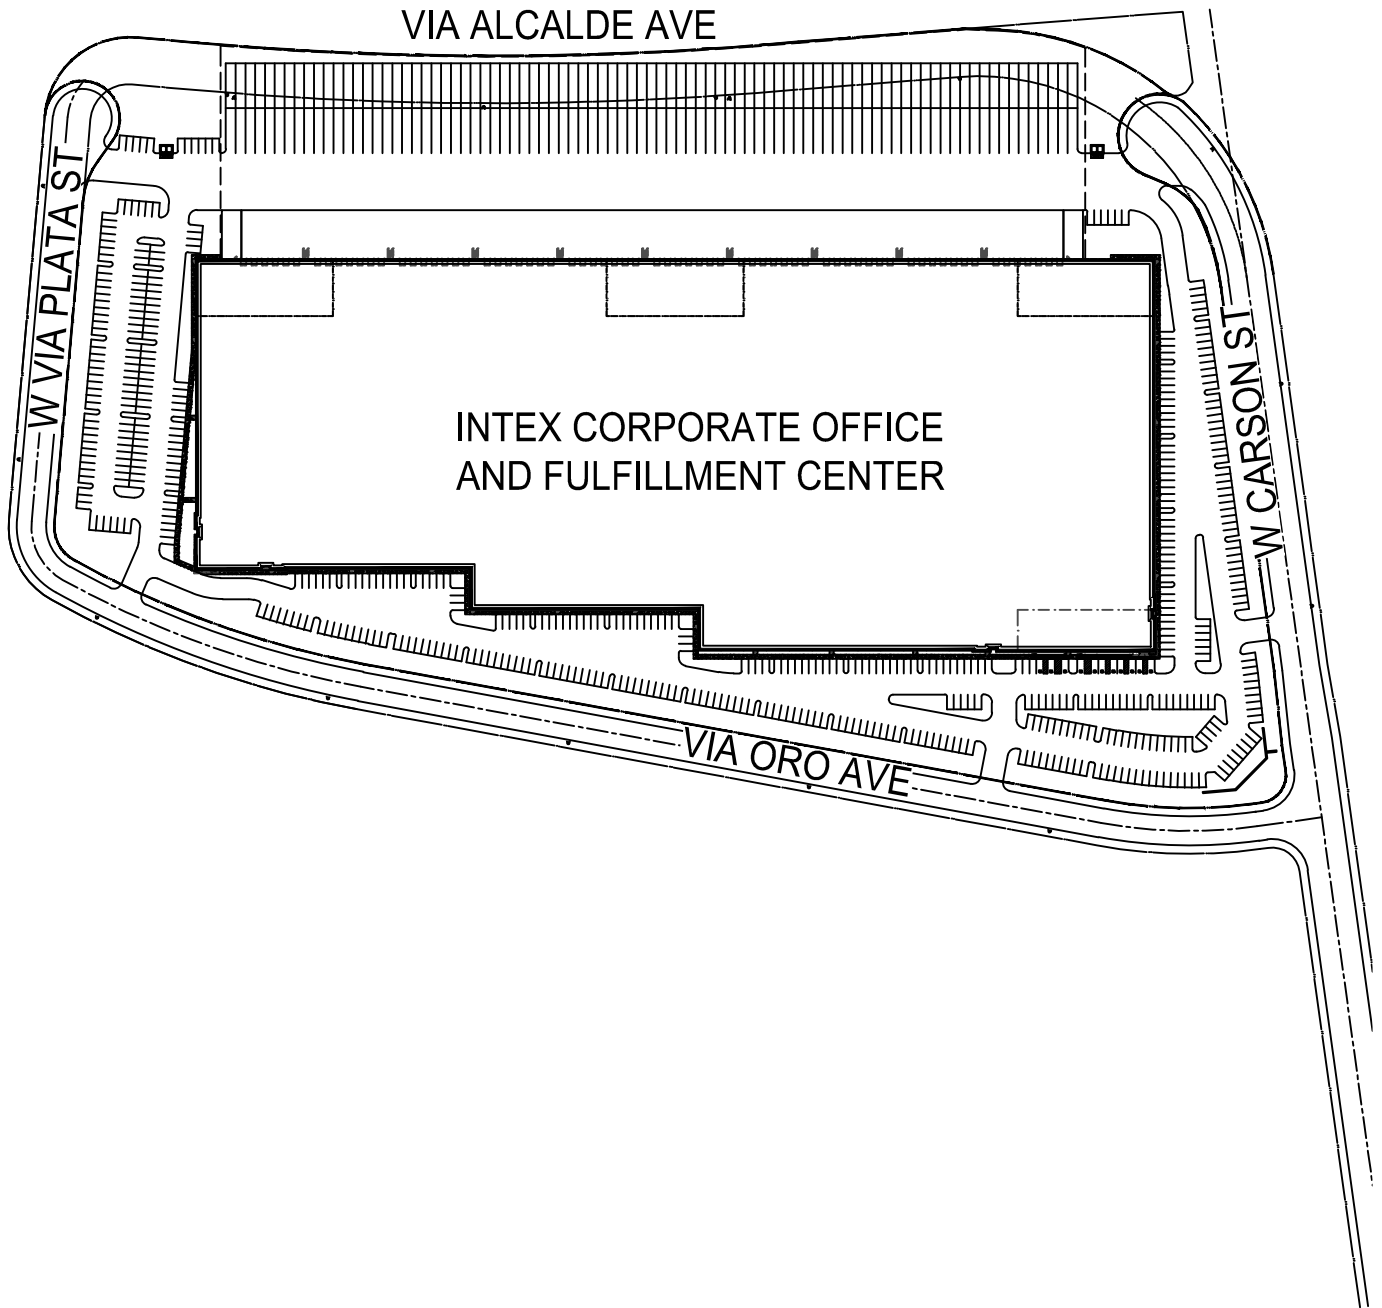 VIA ALCALDE AVE
W VIA PLATA ST
W CARSON ST
INTEX CORPORATE OFFICE
AND FULFILLMENT CENTER
VIA ORO AVE